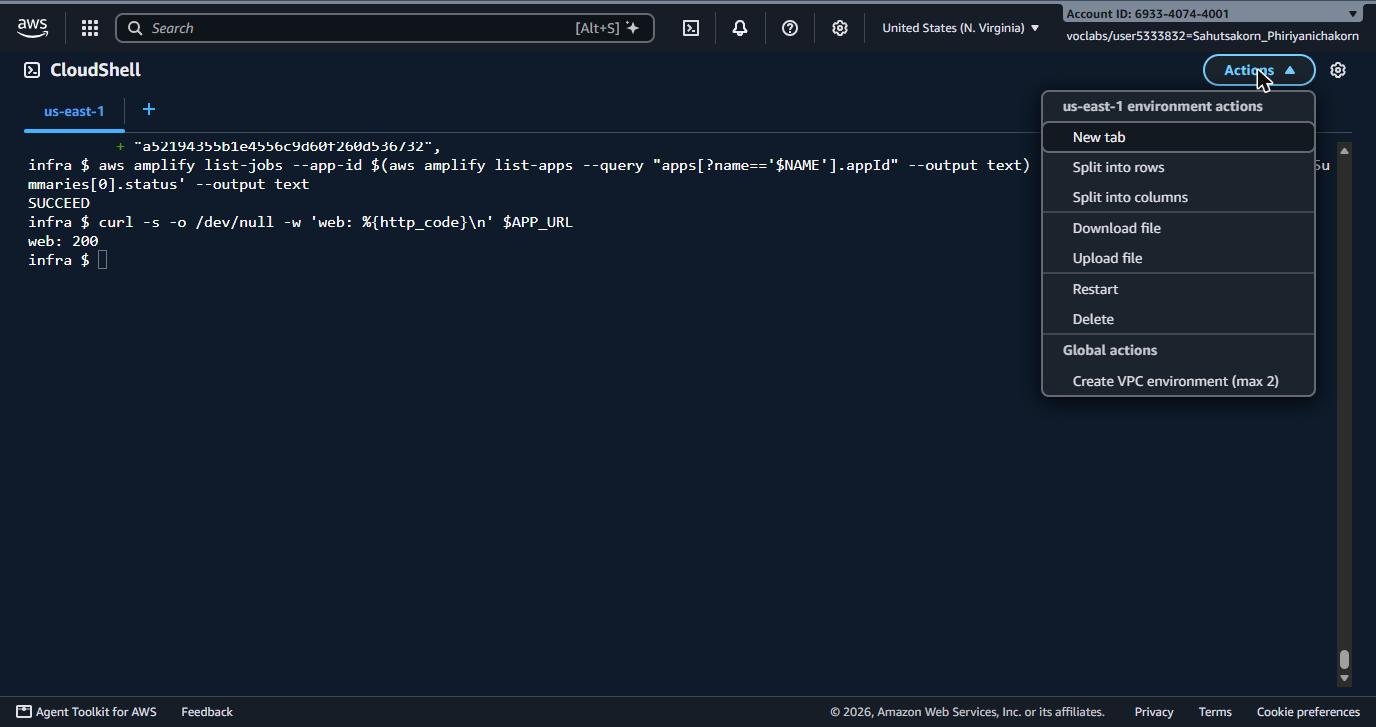 aws
Search
[Alt+S]
United States (N. Virginia)
Account ID: 6933-4074-4001
voclabs/user5333832=Sahutsakorn_Phiriyanichakorn
CloudShell
Actions
us-east-1
+
+ "a52194355b1e4556c9d60f260d536732",
infra $ aws amplify list-jobs --app-id $(aws amplify list-apps --query "apps[?name=='$NAME'].appId" --output text)
Su
mmaries[0].status' --output text
SUCCEED
infra $ curl -s -o /dev/null -w 'web: %{http_code}\n' $APP_URL
web: 200
infra $
us-east-1 environment actions
New tab
Split into rows
Split into columns
Download file
Upload file
Restart
Delete
Global actions
Create VPC environment (max 2)
Agent Toolkit for AWS
Feedback
© 2026, Amazon Web Services, Inc. or its affiliates.
Privacy
Terms
Cookie preferences